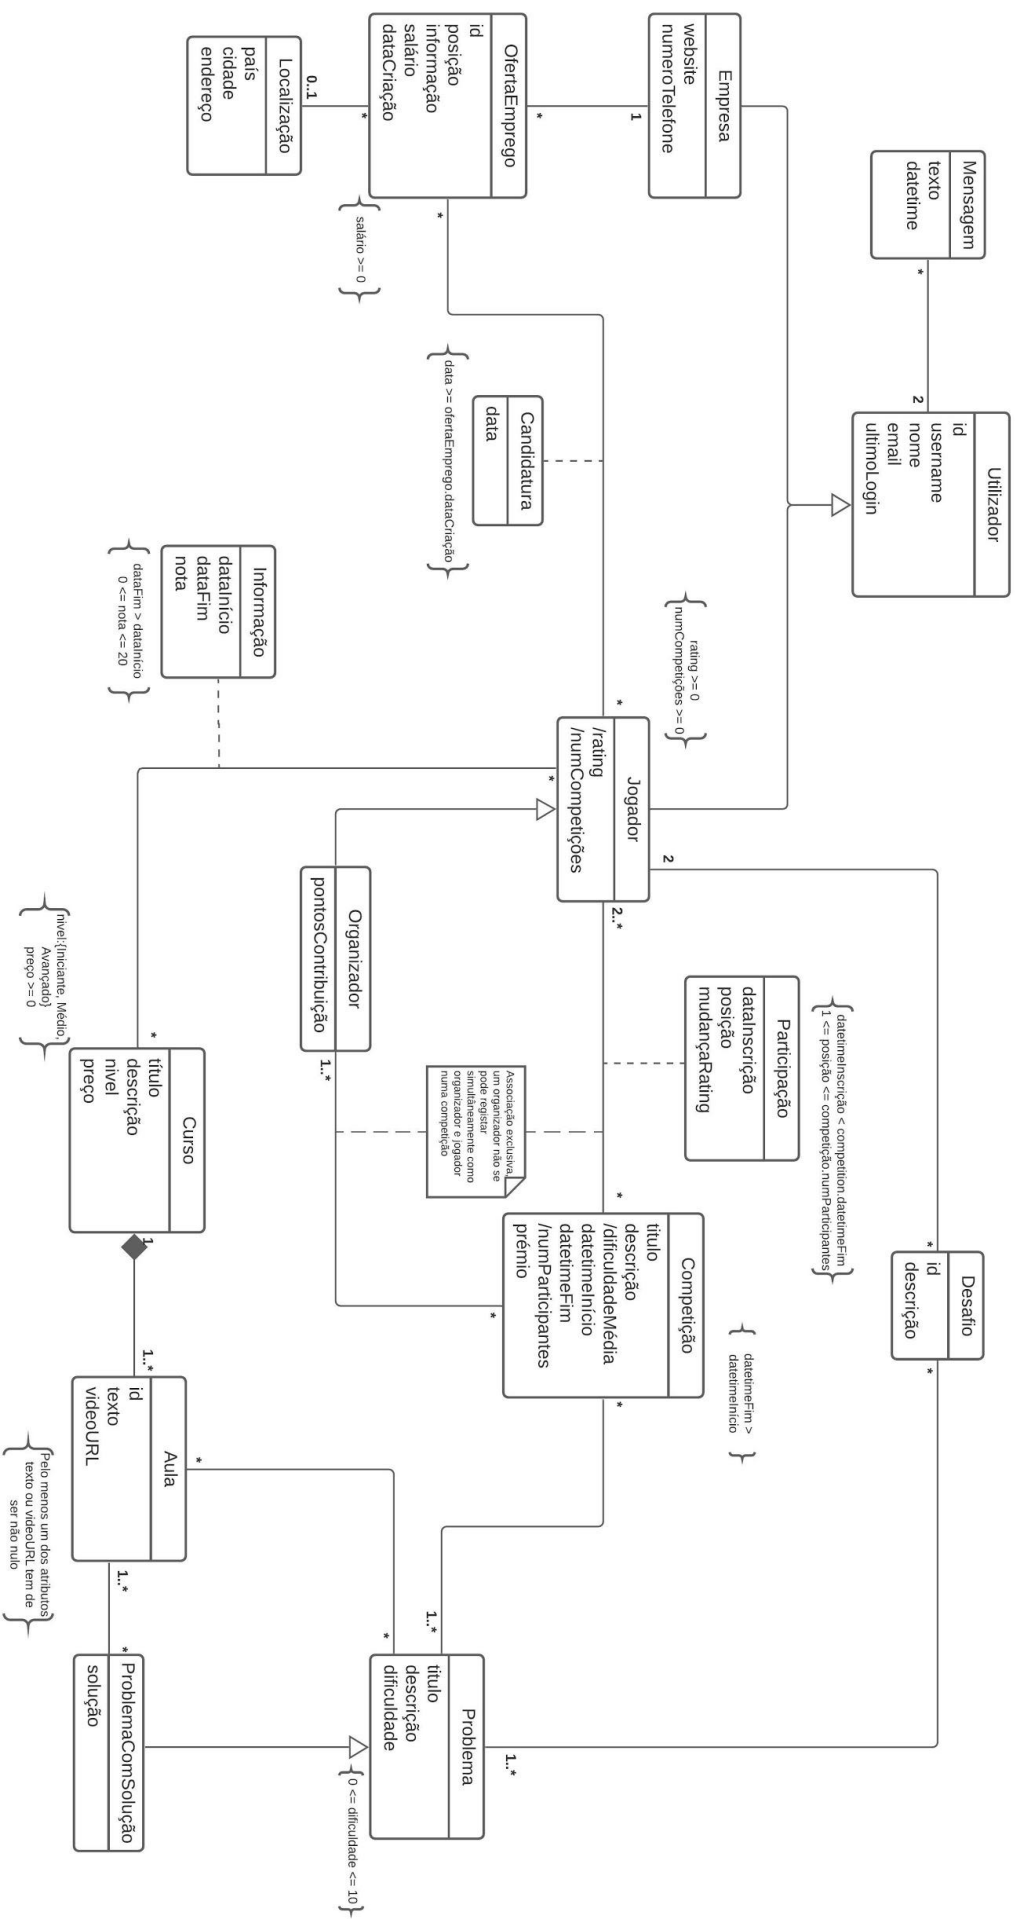 Mensagem
texto
datetime
*
2
Utilizador
id
username
nome
email
ultimoLogin
Empresa
website
numeroTelefone
1
*
OfertaEmprego
id
posição
informação
salário
dataCriação
*
*
0..1
Localização
país
cidade
endereço
salário >= 0
Candidatura
data
data >= ofertaEmprego.dataCriação
rating >= 0
numCompetições >= 0
*
Jogador
/rating
/numCompetições
2
2..*
*
Informação
dataInício
dataFim
nota
dataFim > dataInício
0 <= nota <= 20
Organizador
pontosContribuição
1..*
Participação
dataInscrição
posição
mudançaRating
datetimeInscrição < competition.datetimeFim
1 <= posição <= competição.numParticipantes
Associação exclusiva,
um organizador não se
pode registar
simultâneamente como
organizador e jogador
numa competição
*
Desafio
id
descrição
*
*
Competição
titulo
descrição
/dificuldadeMédia
datetimeInício
datetimeFim
/numParticipantes
prémio
*
*
datetimeFim >
datetimeInício
nivel:{Iniciante, Médio,
Avançado}
preço >= 0
*
Curso
título
descrição
nivel
preço
1
1..*
Aula
id
texto
videoURL
*
1..*
Pelo menos um dos atributos
texto ou videoURL tem de
ser não nulo
1..*
*
1..*
Problema
titulo
descrição
dificuldade
0 <= dificuldade <= 10
*
ProblemaComSolução
solução